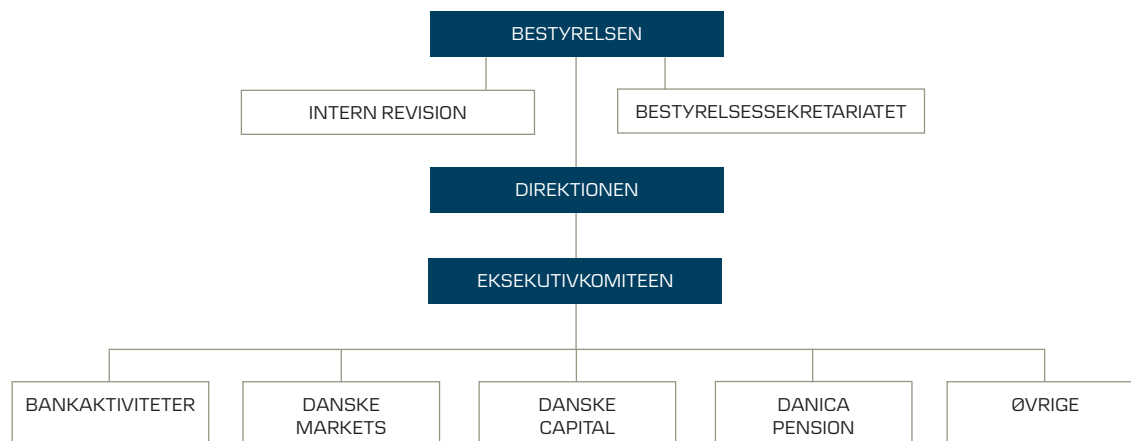 BESTYRELSEN
INTERN REVISION
BESTYRELSESSEKRETARIATET
DIREKTIONEN
EKSEKUTIVKOMITEEN
BANKAKTIVITETER
DANSKE
MARKETS
DANSKE
CAPITAL
DANICA
PENSION
ØVRIGE